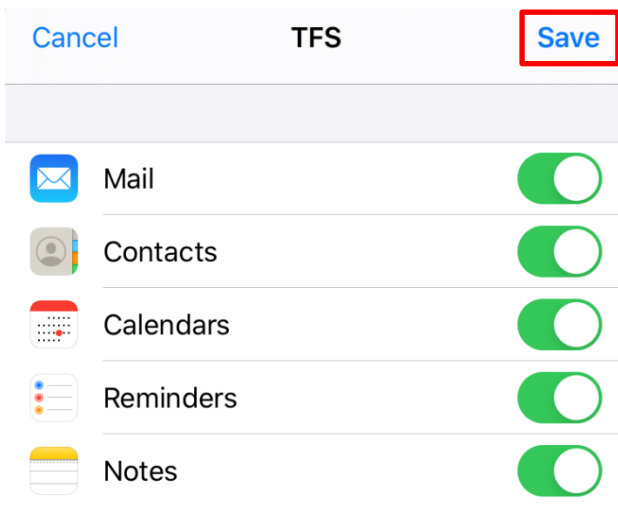 Cancel TFS Save
Mail
Contacts
Calendars
Reminders
Notes